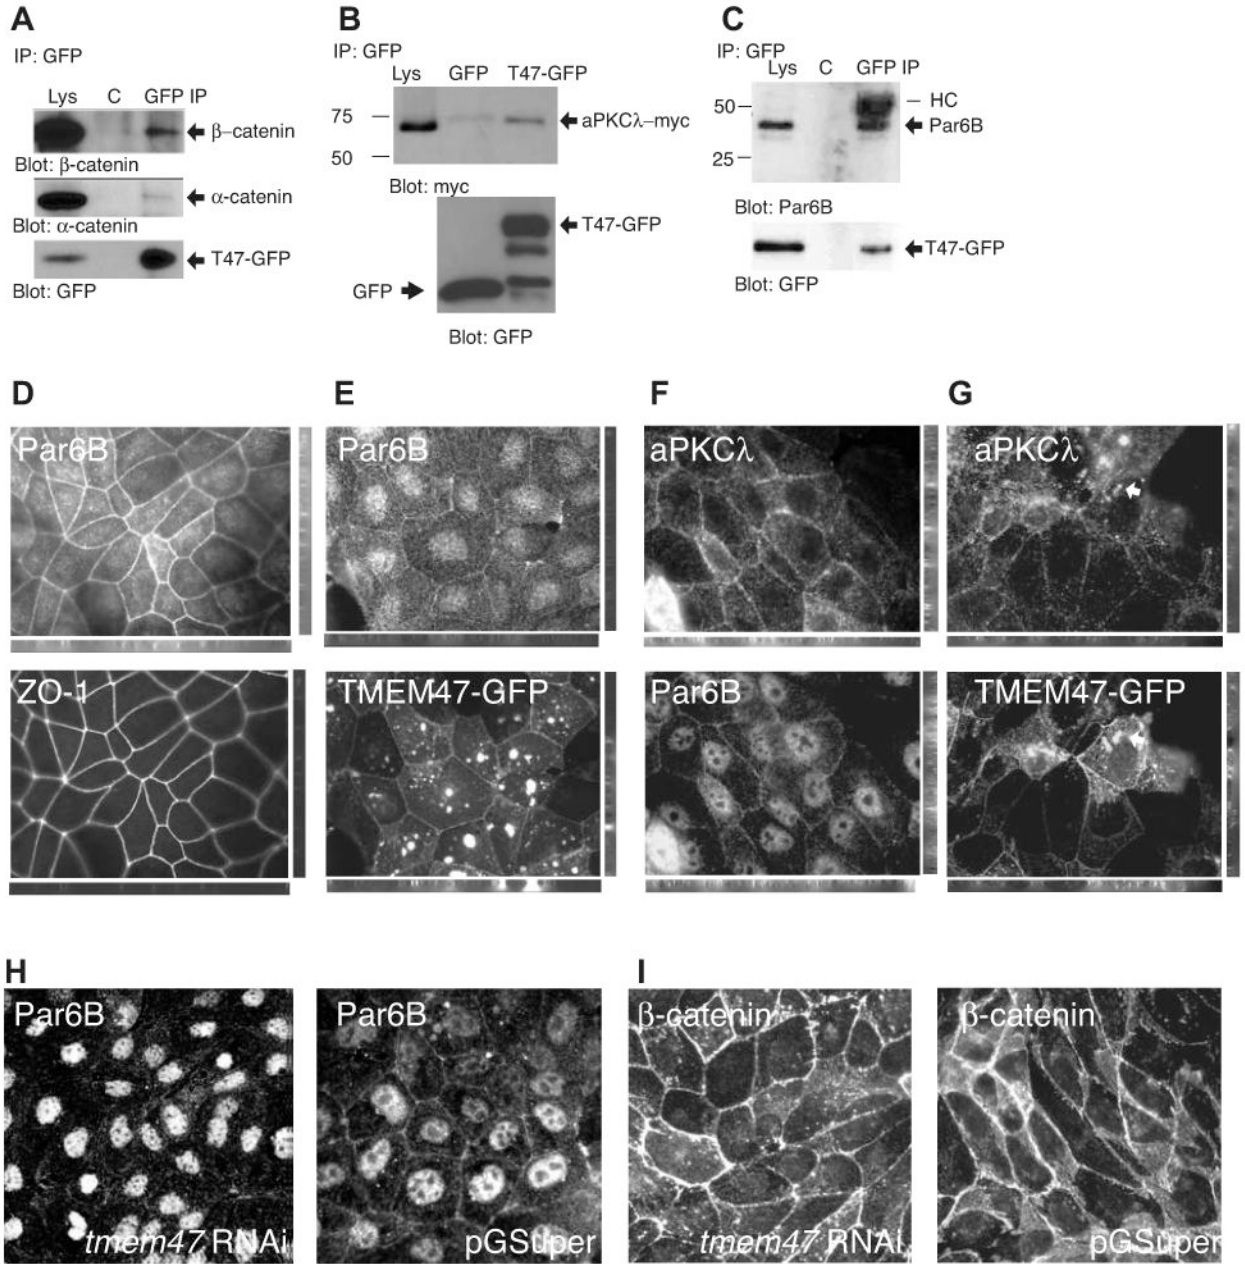 A
IP: GFP
Lys C GFP IP
β–catenin
Blot: β-catenin
α-catenin
Blot: α-catenin
T47-GFP
Blot: GFP
B
IP: GFP
Lys GFP T47-GFP
75
aPKCλ–myc
50
Blot: myc
T47-GFP
GFP
Blot: GFP
C
IP: GFP
Lys C GFP IP
50
HC
Par6B
25
Blot: Par6B
T47-GFP
Blot: GFP
D
Par6B
ZO-1
E
Par6B
TMEM47-GFP
F
aPKCλ
Par6B
G
aPKCλ
TMEM47-GFP
H
Par6B
tmem47 RNAi
Par6B
pGSuper
I
β-catenin
tmem47 RNAi
β-catenin
pGSuper